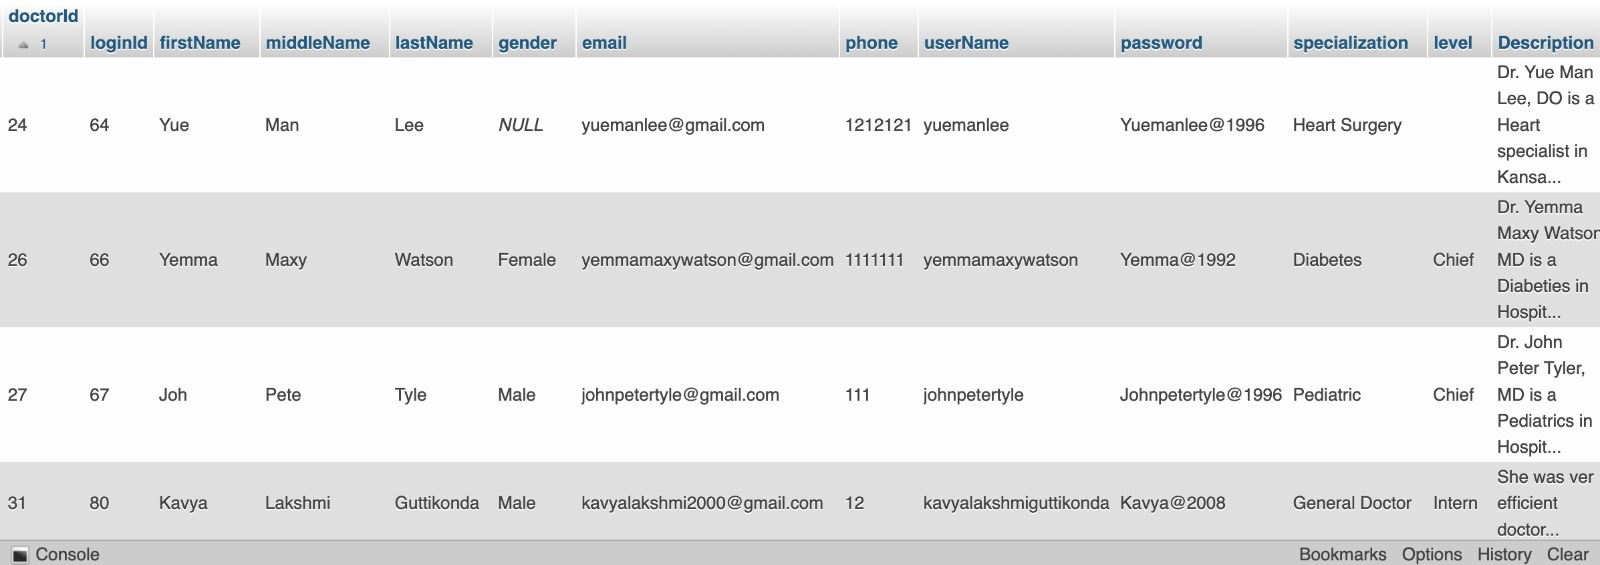 doctorId 1 loginId firstName middleName lastName gender email phone userName password specialization level Description
24 64 Yue Man Lee NULL yuemanlee@gmail.com 1212121 yuemanlee Yuemanlee@1996 Heart Surgery Dr. Yue Man
Lee, DO is a
Heart
specialist in
Kansa...
26 66 Yemma Maxy Watson Female yemmamaxywatson@gmail.com 1111111 yemmamaxywatson Yemma@1992 Diabetes Chief Dr. Yemma
Maxy Watson
MD is a
Diabeties in
Hospit...
27 67 Joh Pete Tyle Male johnpetertyle@gmail.com 111 johnpetertyle Johnpetertyle@1996 Pediatric Chief Dr. John
Peter Tyler,
MD is a
Pediatrics in
Hospit...
31 80 Kavya Lakshmi Guttikonda Male kavyalakshmi2000@gmail.com 12 kavyalakshmiguttikonda Kavya@2008 General Doctor Intern She was ver
efficient
doctor...
Console Bookmarks Options History Clear